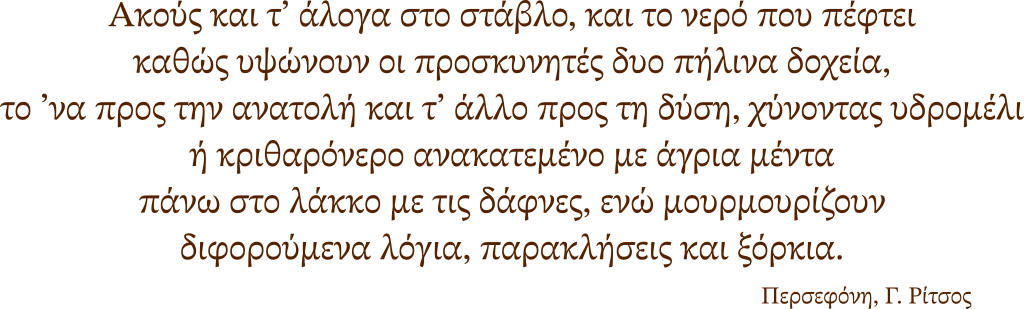 Ακούς και τ’ άλογα στο στάβλο, και το νερό που πέφτει
καθώς υψώνουν οι προσκυνητές δυο πήλινα δοχεία,
το ’να προς την ανατολή και τ’ άλλο προς τη δύση, χύνοντας υδρομέλι
ή κριθαρόνερο ανακατεμένο με άγρια μέντα
πάνω στο λάκκο με τις δάφνες, ενώ μουρμουρίζουν
διφορούμενα λόγια, παρακλήσεις και ξόρκια.
Περσεφόνη, Γ. Ρίτσος